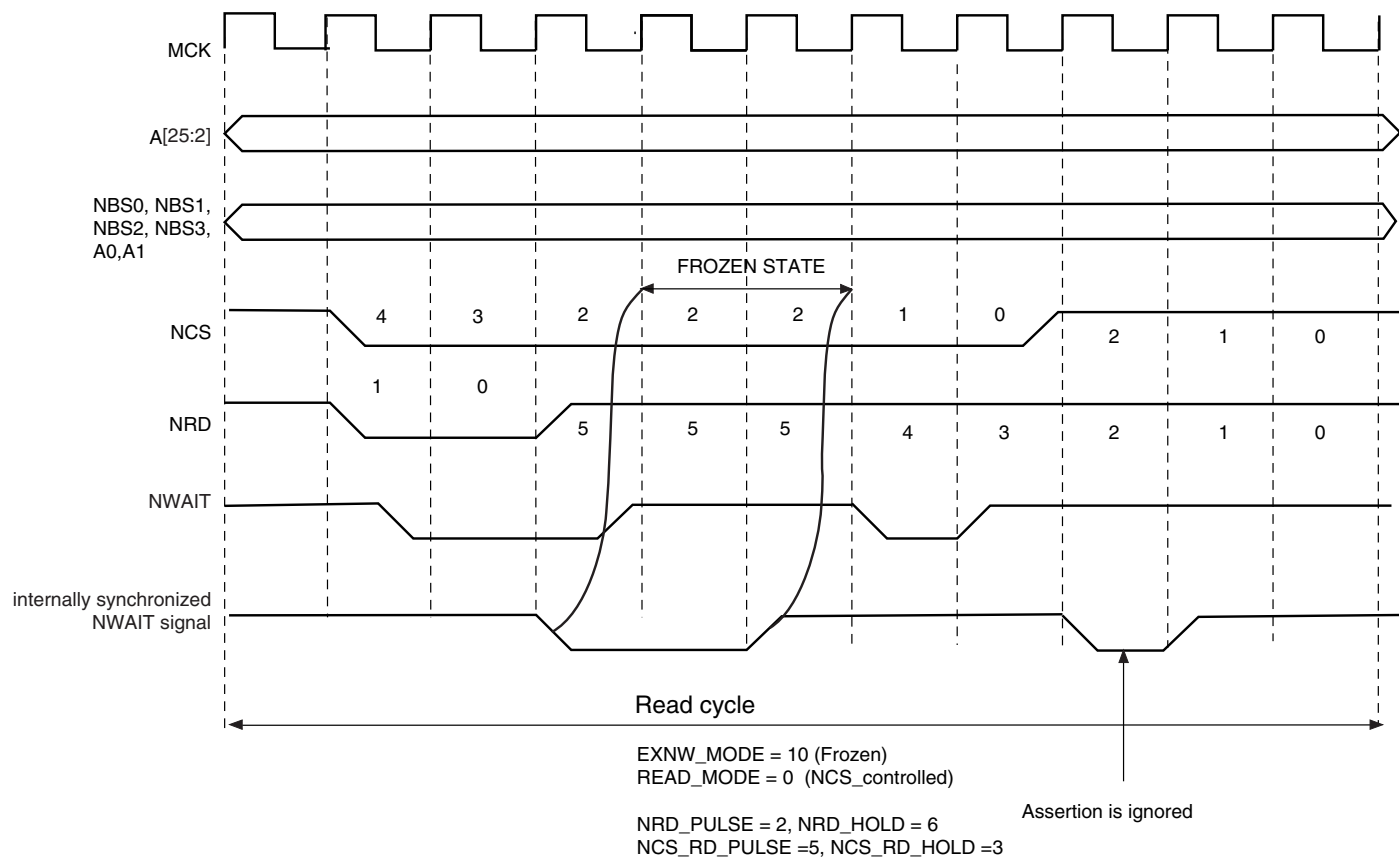 MCK
A[25:2]
NBS0, NBS1,
NBS2, NBS3,
A0,A1
FROZEN STATE
NCS
4 3 2 2 2 1 0
2 1 0
1 0
NRD
5 5 5 4 3 2 1 0
NWAIT
internally synchronized
NWAIT signal
Read cycle
EXNW_MODE = 10 (Frozen)
READ_MODE = 0 (NCS_controlled)
Assertion is ignored
NRD_PULSE = 2, NRD_HOLD = 6
NCS_RD_PULSE =5, NCS_RD_HOLD =3